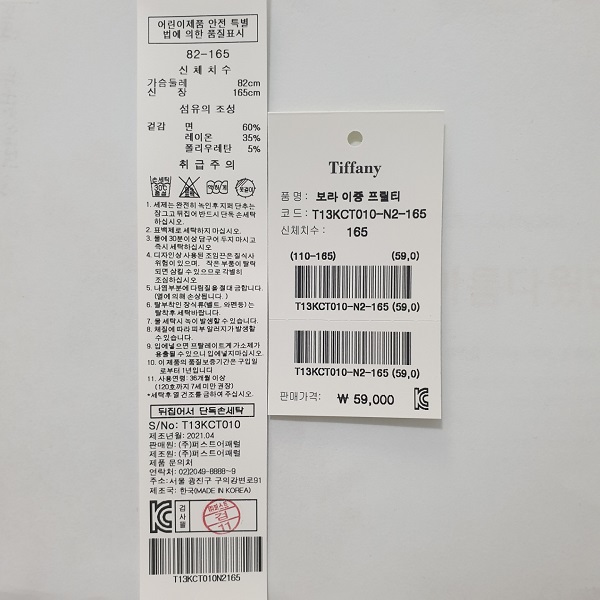 어린이제품 안전 특별
법에 의한 품질표시
82-165
신 체 치 수
가슴둘레 82cm
신 장 165cm
섬유의 조성
겉감 면 60%
레이온 35%
폴리우레탄 5%
취 급 주 의
손세탁
30℃
중성
1. 세제는 완전히 녹인후 지퍼 단추는
잠그고 뒤집어 반드시 단독 손세탁
하십시오.
2. 표백제로 세탁하지 마십시오.
3. 물에 30분이상 담구어 두지 마시고
즉시 세탁하십시오.
4. 디자인상 사용된 조임끈은 질식사
위험이 있으며, 작은 부품이 탈락
되면 삼킬 수 있으므로 각별히
조심하십시오.
5. 나염부분에 다림질을 절대 금합니다.
(열에 의해 손상됩니다.)
6. 탈부착인 장식류(벨트, 와펜등)는
탈착후 세탁바랍니다.
7. 물 세탁시 녹이 발생할 수 있습니다.
8. 체질에 따라 피부 알러지가 발생할
수 있습니다.
9. 입에넣으면 프탈레이트계 가소제가
용출될 수 있으니 입에넣지마십시오.
10. 이 제품의 품질보증기간은 구입일
로부터 1년입니다
11. 사용연령: 36개월 이상
(120호까지 7세미만 권장)
*세탁후 열 건조를 금하여 주십시오.
뒤집어서 단독손세탁
S/No: T13KCT010
제조년월: 2021.04
제조원: (주)퍼스트어패럴
판매원: (주)퍼스트어패럴
제품 문의처
연락처: 02)2049-8888~9
주소: 서울 광진구 구의강변로91
제조국: 한국(MADE IN KOREA)
검사필
검
11
T13KCT010N2165
Tiffany
품 명 : 보라 이중 프릴티
코 드 : T13KCT010-N2-165
신체치수 : 165
(110-165) (59,0)
T13KCT010-N2-165 (59,0)
T13KCT010-N2-165 (59,0)
판매가격: ₩ 59,000